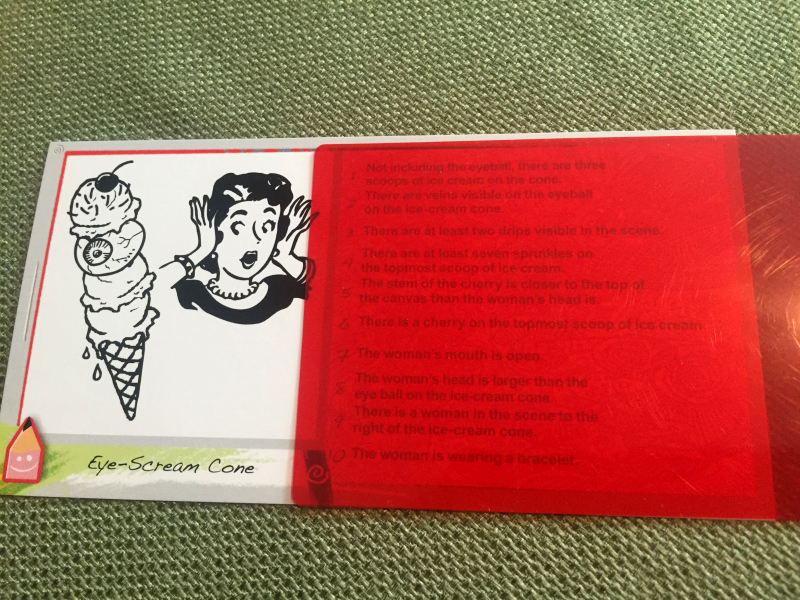 Eye-Scream Cone
1 Not including the eyeball, there are three
scoops of ice cream on the cone.
2 There are veins visible on the eyeball
on the ice-cream cone.
3 There are at least two drips visible in the scene.
4 There are at least seven sprinkles on
the topmost scoop of ice cream.
5 The stem of the cherry is closer to the top of
the canvas than the woman's head is.
6 There is a cherry on the topmost scoop of ice cream.
7 The woman's mouth is open.
8 The woman's head is larger than the
eye ball on the ice-cream cone.
9 There is a woman in the scene to the
right of the ice-cream cone.
10 The woman is wearing a bracelet.